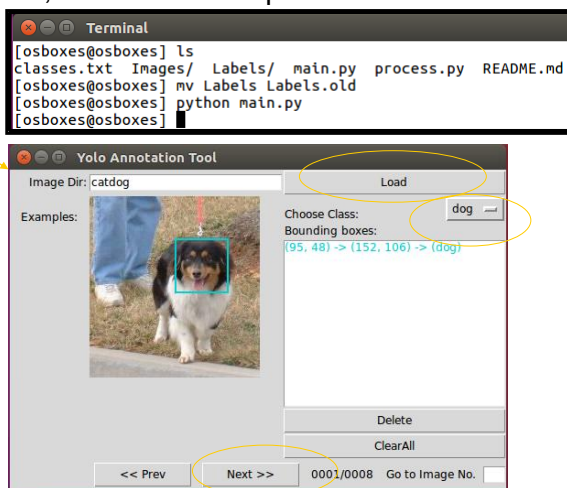 Terminal
[osboxes@osboxes] ls
classes.txt  Images/  Labels/  main.py  process.py  README.md
[osboxes@osboxes] mv Labels Labels.old
[osboxes@osboxes] python main.py
[osboxes@osboxes]
Yolo Annotation Tool
Image Dir: catdog Load
Examples: Choose Class: dog
Bounding boxes:
(95, 48) -> (152, 106) -> (dog)
Delete
ClearAll
<< Prev Next >> 0001/0008 Go to Image No.